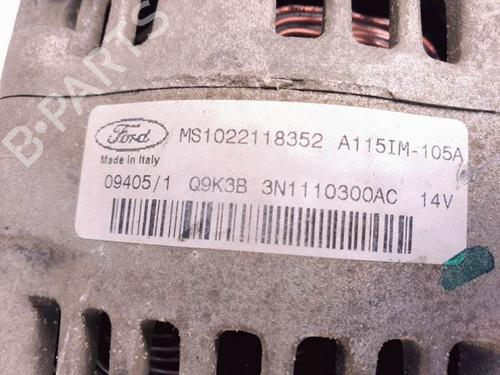 Ford
MS1022118352 A115IM-105A
Made in Italy
09405/1 Q9K3B 3N1110300AC 14V
B-PARTS